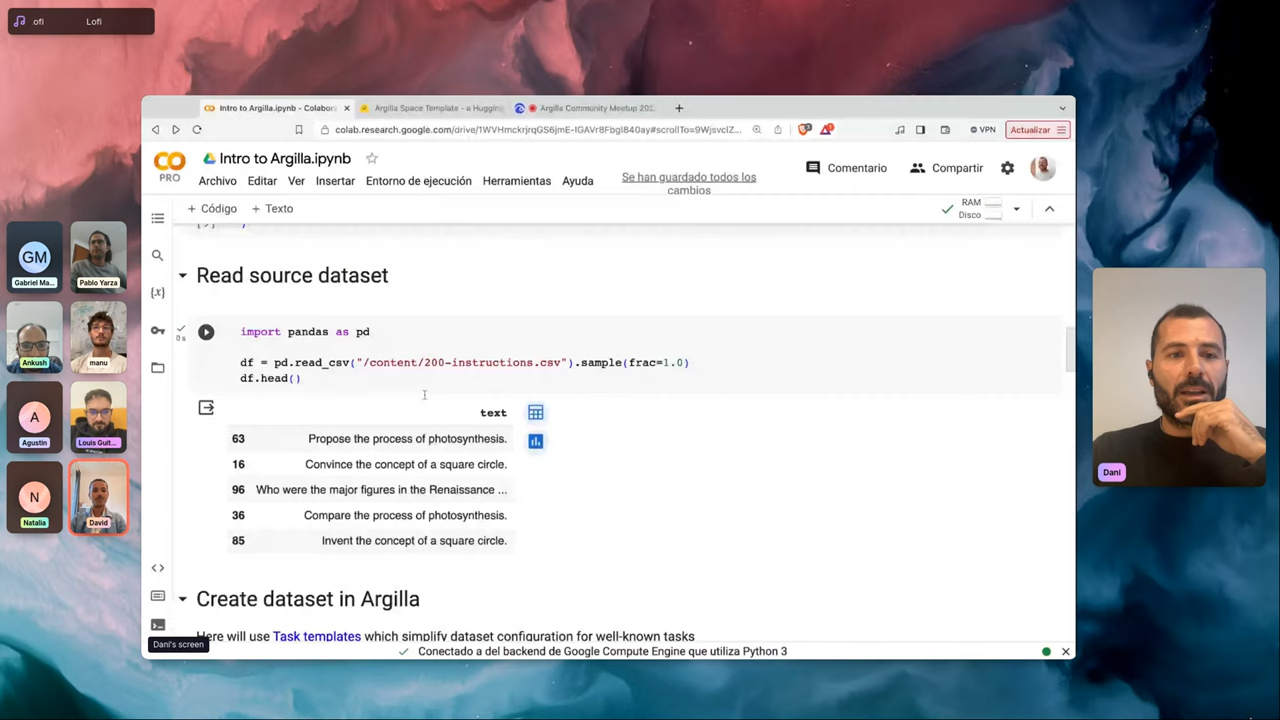 ofi Lofi
Intro to Argilla.ipynb - Colabora
Argilla Space Template - a Hugging
Argilla Community Meetup 202
colab.research.google.com/drive/
VPN
Actualizar
PRO
Intro to Argilla.ipynb
Comentario
Compartir
Archivo Editar Ver Insertar Entorno de ejecución Herramientas Ayuda
Se han guardado todos los
cambios
+ Código + Texto
RAM
Disco
Read source dataset
0 s
import pandas as pd
df = pd.read_csv("/content/200-instructions.csv").sample(frac=1.0)
df.head()
text
63 Propose the process of photosynthesis.
16 Convince the concept of a square circle.
96 Who were the major figures in the Renaissance ...
36 Compare the process of photosynthesis.
85 Invent the concept of a square circle.
Create dataset in Argilla
Here will use Task templates which simplify dataset configuration for well-known tasks
Conectado a del backend de Google Compute Engine que utiliza Python 3
Dani's screen
GM
Gabriel Ma...
Pablo Yarza
Ankush
manu
A
Agustin
Louis Guit...
N
Natalia
David
Dani